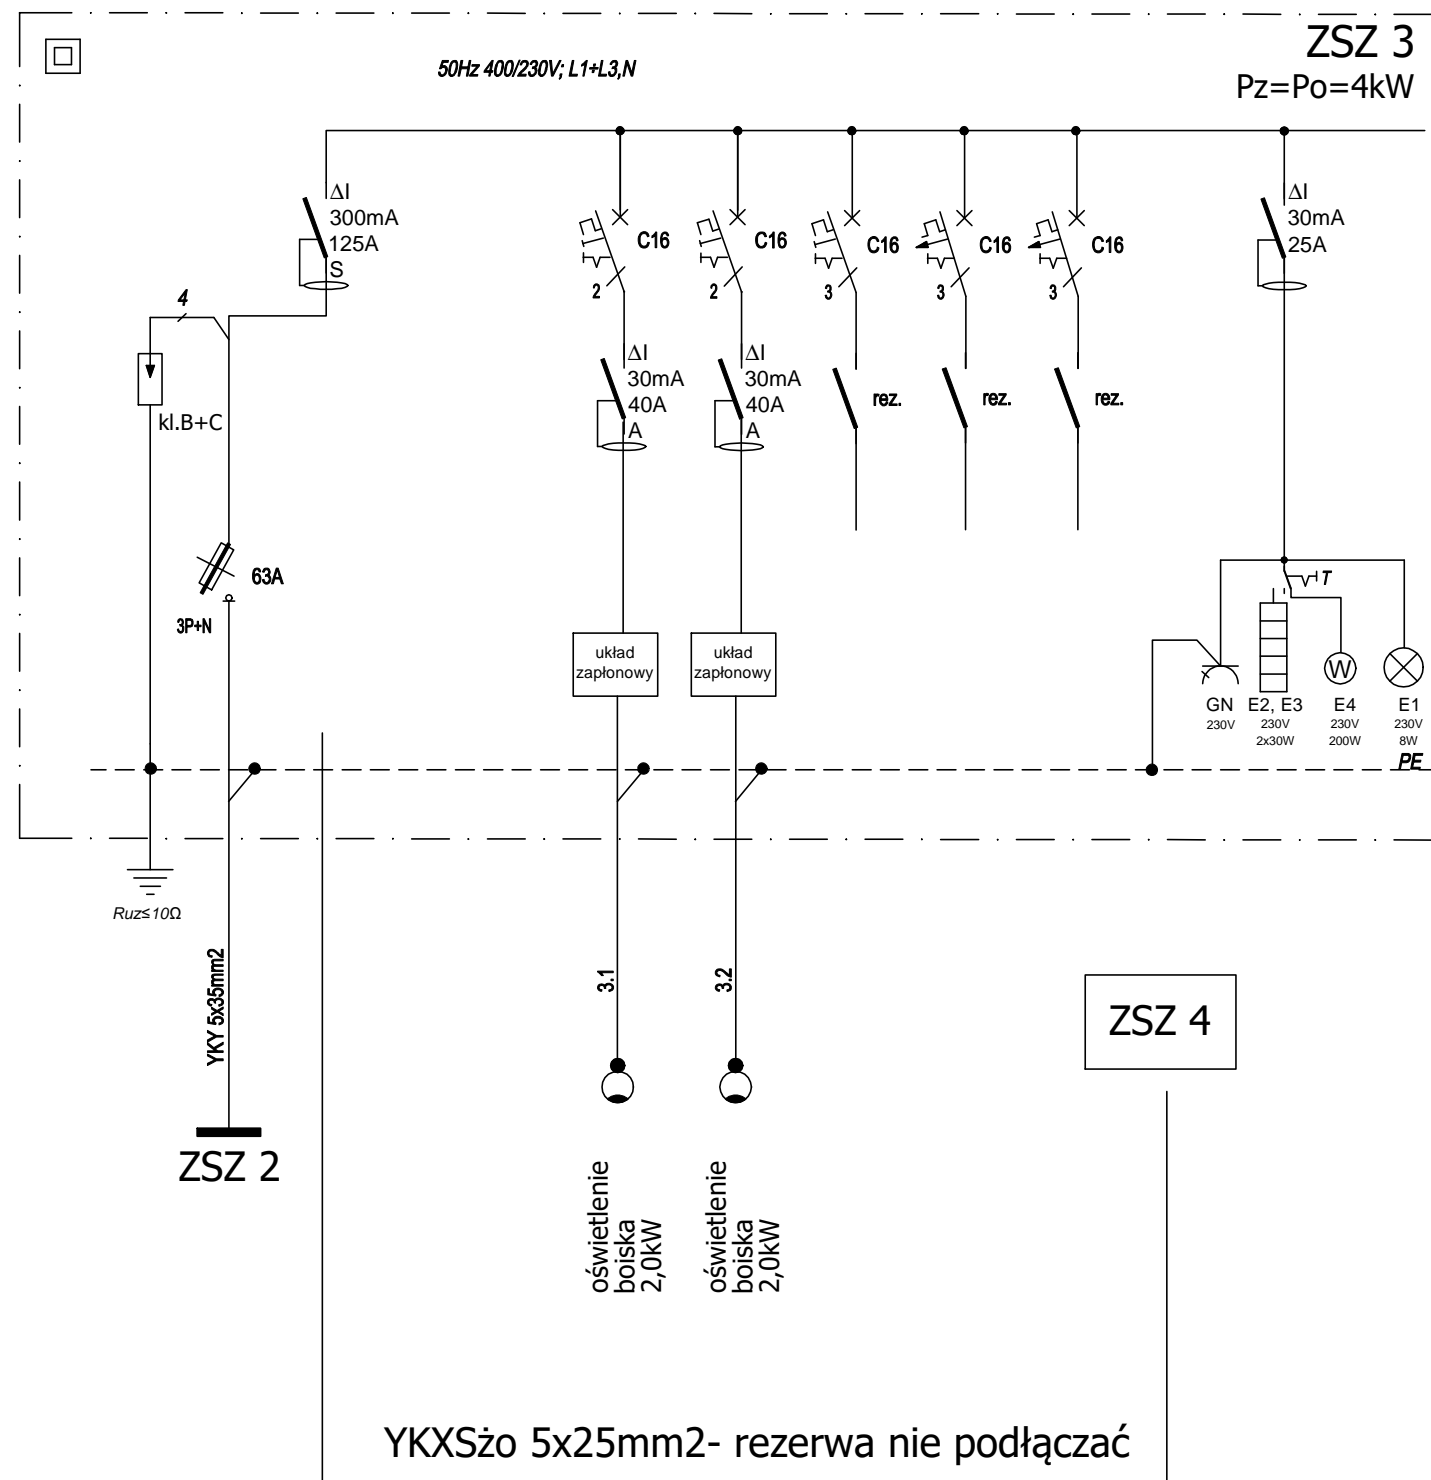 ZSZ 3
50Hz 400/230V; L1+L3,N
Pz=Po=4kW
ΔI
300mA
125A
S
C16
2
C16
2
C16
3
C16
3
C16
3
ΔI
30mA
25A
4
kl.B+C
ΔI
30mA
40A
A
ΔI
30mA
40A
A
rez.
rez.
rez.
63A
3P+N
T
układ
zapłonowy
układ
zapłonowy
W
GN
230V
E2, E3
230V
2x30W
E4
230V
200W
E1
230V
8W
PE
Ruz≤10Ω
YKY 5x35mm2
3.1
3.2
ZSZ 4
ZSZ 2
oświetlenie
boiska
2,0kW
oświetlenie
boiska
2,0kW
YKXSżo 5x25mm2- rezerwa nie podłączać